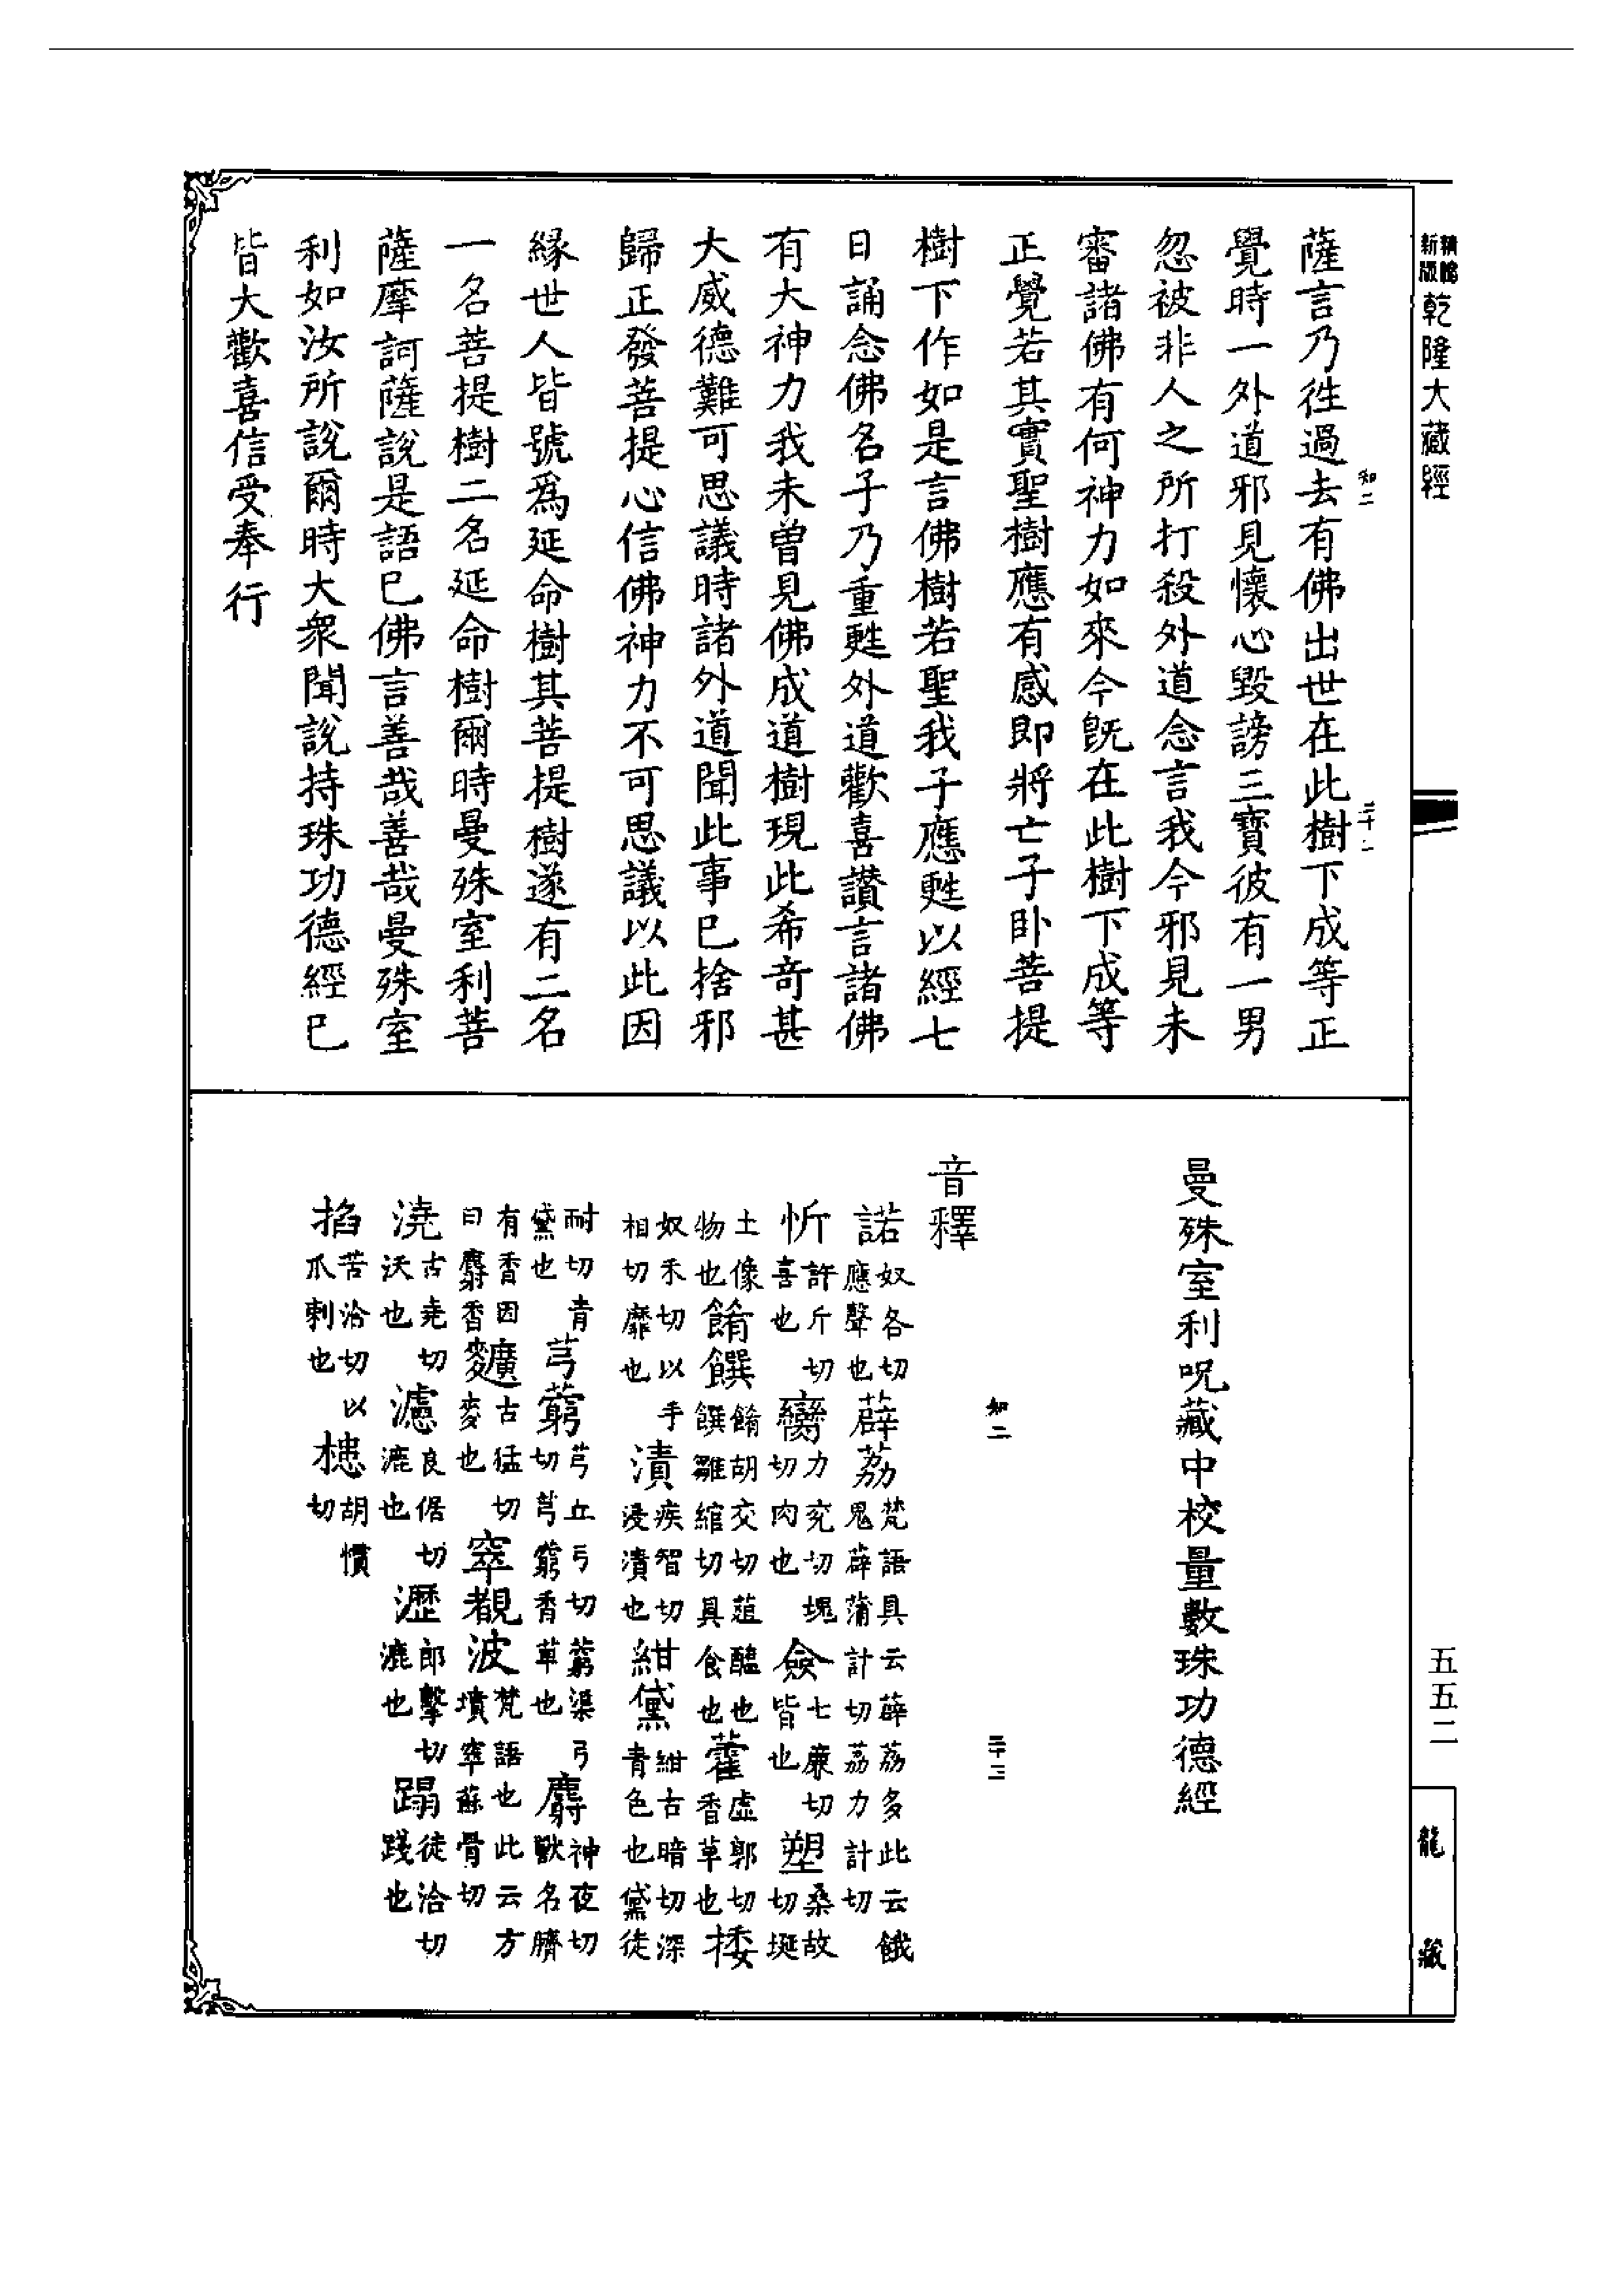 新版
乾隆大藏經
五五二
龍藏
知二
薩言乃徃過去有佛出世在此樹下成等正
覺時一外道邪見懷心毀謗三寶彼有一男
忽被非人之所打殺外道念言我今邪見未
審諸佛有何神力如來今既在此樹下成等
正覺若其實聖樹應有感即將亡子卧菩提
樹下作如是言佛樹若聖我子應甦以經七
日誦念佛名子乃重甦外道歡喜讃言諸佛
有大神力我未曾見佛成道樹現此希竒甚
大威德難可思議時諸外道聞此事已捨邪
歸正發菩提心信佛神力不可思議以此因
緣世人皆號爲延命樹其菩提樹遂有二名
一名菩提樹二名延命樹爾時曼殊室利菩
薩摩訶薩說是語已佛言善哉善哉曼殊室
利如汝所說爾時大衆聞說持珠功德經已
皆大歡喜信受奉行
曼殊室利呪藏中校量數珠功德經
知二
二十三
音釋
諾奴各切應聲也薜荔梵語具云薜荔多此云餓鬼薜蒲計切荔力計切
忻許斤切喜也臠力兖切塊切肉也僉七廉切皆也塑桑故切埏
土像物也餚饌餚胡交切菹醢也饌雛綰切具食也藿虛郭切香草也捼
奴禾切以手相切靡也漬疾智切浸漬也紺黛紺古暗切深青色也黛徒
耐切青黛也芎藭芎丘弓切藭渠弓切芎藭香草也麝神夜切獸名臍
有香因曰麝香䵃古猛切麥也窣覩波梵語也此云方墳窣蘇骨切
澆古堯切沃也濾良倨切漉也瀝郎擊切漉也蹋徒洽切踐也
掐苦洽切以爪刺也槵胡慣切